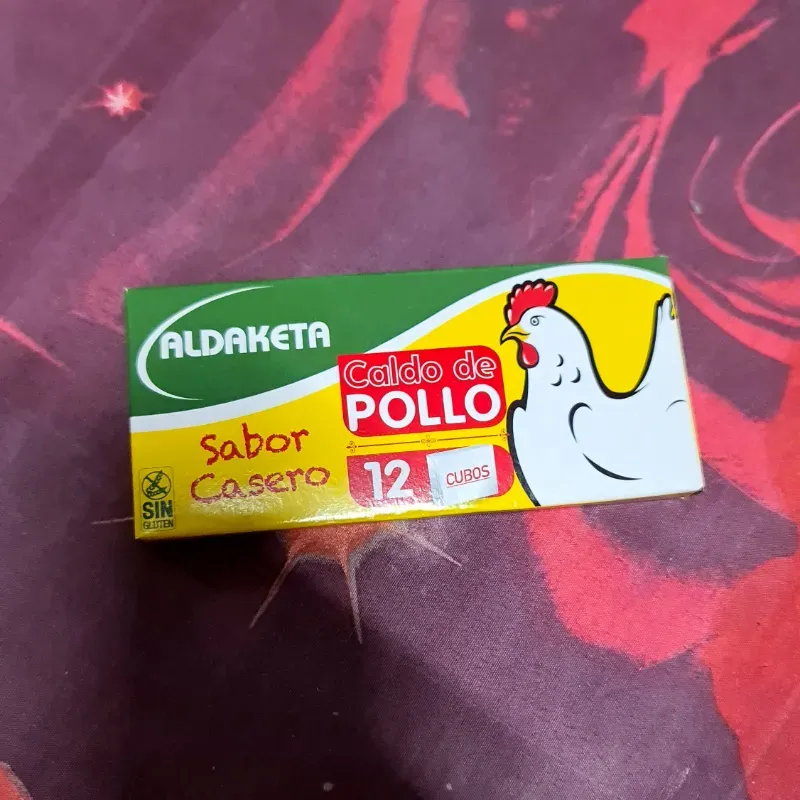 ALDAKETA
Caldo de
POLLO
Sabor
Casero
12 CUBOS
SIN
GLUTEN